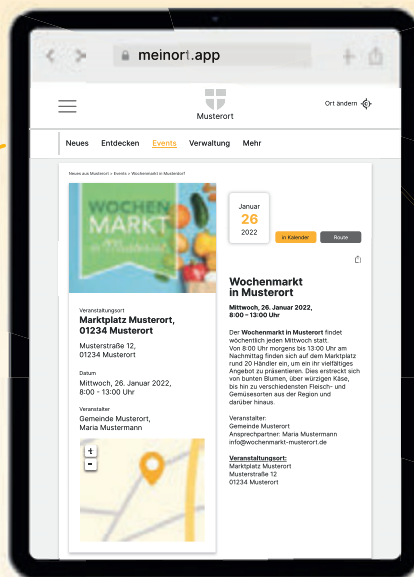 meinort.app
Musterort
Ort ändern
Neues
Entdecken
Events
Verwaltung
Mehr
Neues aus Musterort > Events > Wochenmarkt in Musterdorf
WOCHEN
MARKT
in Musterort
Veranstaltungsort
Marktplatz Musterort,
01234 Musterort
Musterstraße 12,
01234 Musterort
Datum
Mittwoch, 26. Januar 2022,
8:00 - 13:00 Uhr
Veranstalter
Gemeinde Musterort,
Maria Mustermann
+
-
Januar
26
2022
in Kalender
Route
Wochenmarkt
in Musterort
Mittwoch, 26. Januar 2022,
8:00 – 13:00 Uhr
Der Wochenmarkt in Musterort findet
wöchentlich jeden Mittwoch statt.
Von 8:00 Uhr morgens bis 13:00 Uhr am
Nachmittag finden sich auf dem Marktplatz
rund 20 Händler ein, um ein ihr vielfältiges
Angebot zu präsentieren. Dies ersreckt sich
von bunten Blumen, über würzigen Käse,
bis hin zu verschiedensten Fleisch- und
Gemüsesorten aus der Region und
darüber hinaus.
Veranstalter:
Gemeinde Musterort
Ansprechpartner: Maria Mustermann
info@wochenmarkt-musterort.de
Veranstaltungsort:
Marktplatz Musterort
Musterstraße 12
01234 Musterort